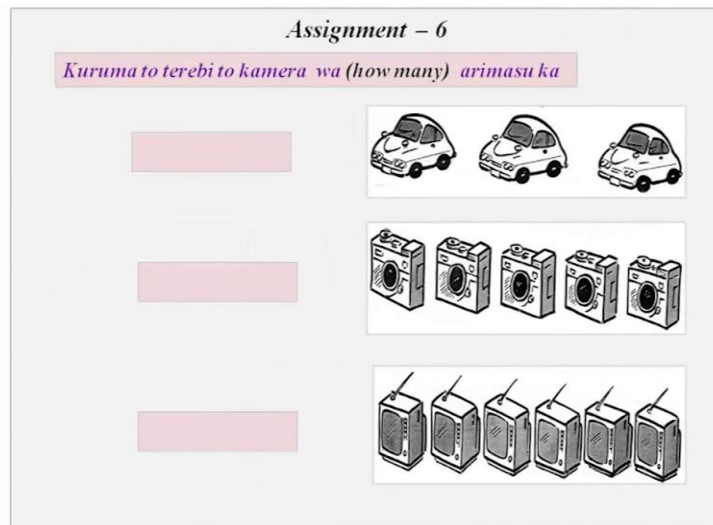 Assignment – 6
Kuruma to terebi to kamera wa (how many) arimasu ka